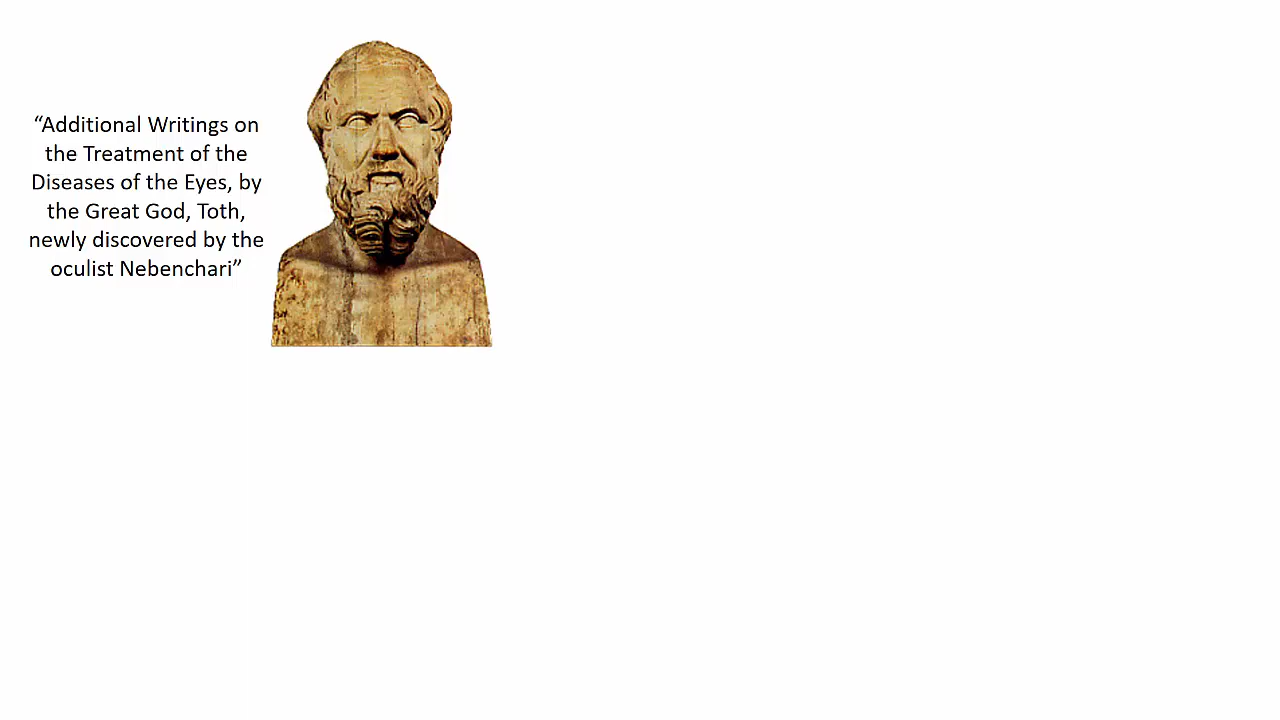 “Additional Writings on
the Treatment of the
Diseases of the Eyes, by
the Great God, Toth,
newly discovered by the
oculist Nebenchari”